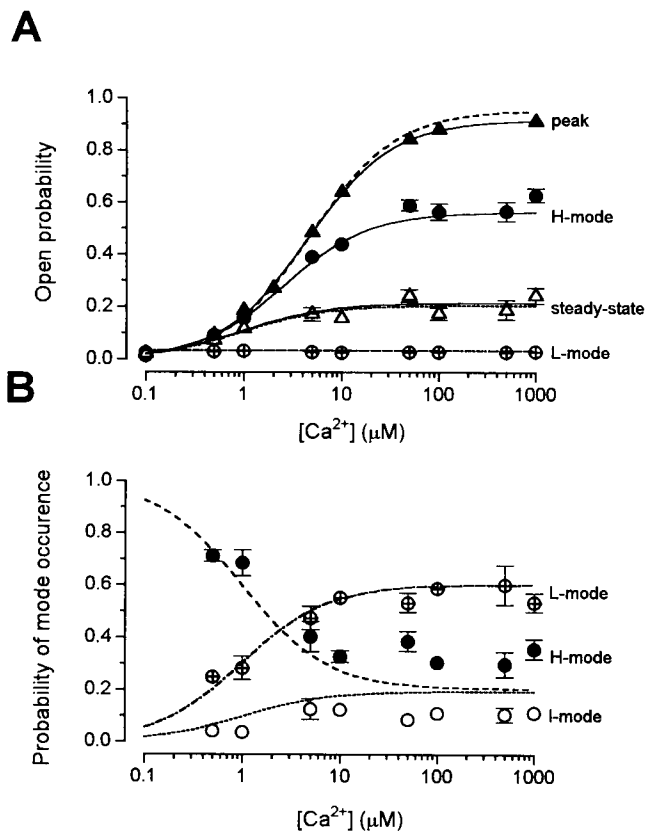 A
1.0
0.8
0.6
0.4
0.2
0.0
Open probability
peak
H-mode
steady-state
L-mode
0.1 1 10 100 1000
[Ca2+] (μM)
B
1.0
0.8
0.6
0.4
0.2
0.0
Probability of mode occurence
L-mode
H-mode
I-mode
0.1 1 10 100 1000
[Ca2+] (μM)